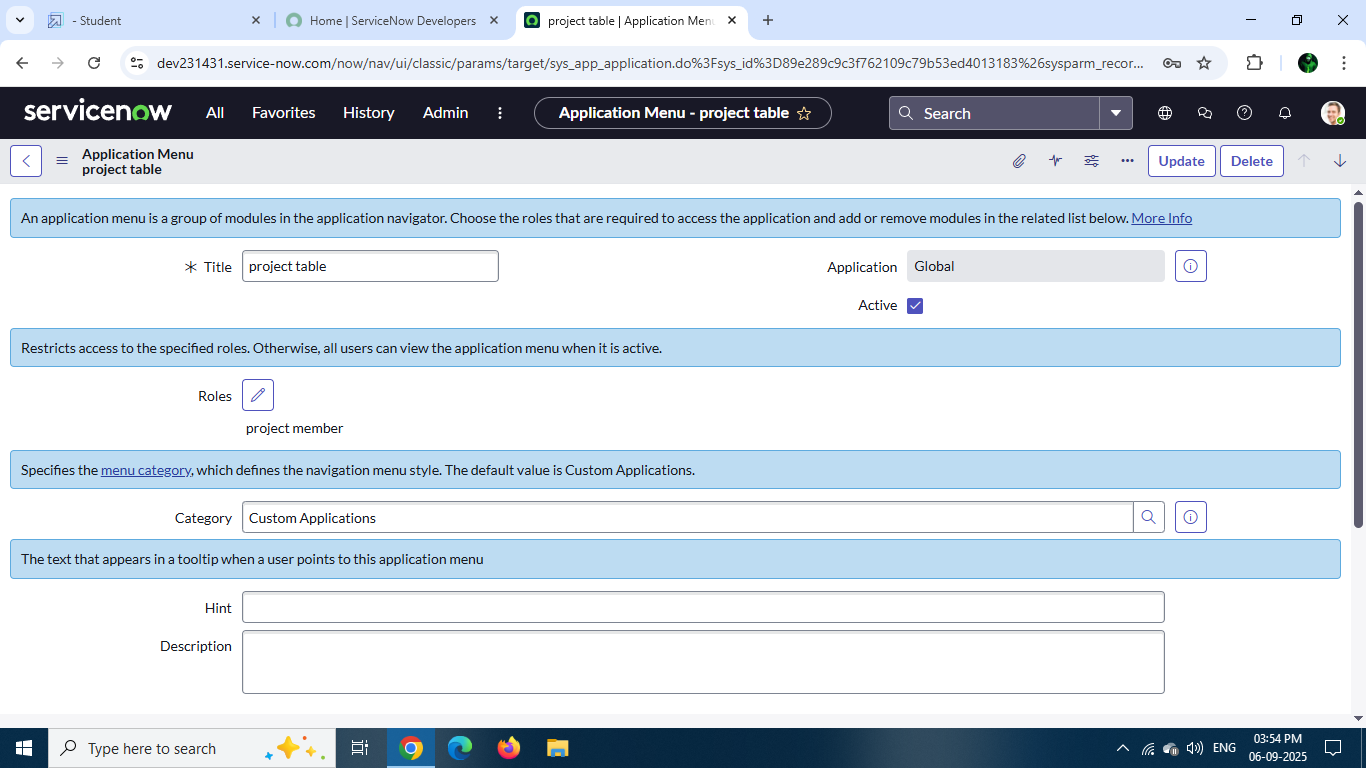 - Student
Home | ServiceNow Developers
project table | Application Menu
dev231431.service-now.com/now/nav/ui/classic/params/target/sys_app_application.do%3Fsys_id%3D89e289c9c3f762109c79b53ed4013183%26sysparm_recor...
servicenow All Favorites History Admin Application Menu - project table Search
Application Menu
project table
Update Delete
An application menu is a group of modules in the application navigator. Choose the roles that are required to access the application and add or remove modules in the related list below. More Info
Title project table Application Global
Active
Restricts access to the specified roles. Otherwise, all users can view the application menu when it is active.
Roles
project member
Specifies the menu category, which defines the navigation menu style. The default value is Custom Applications.
Category Custom Applications
The text that appears in a tooltip when a user points to this application menu
Hint
Description
Type here to search
ENG
03:54 PM
06-09-2025